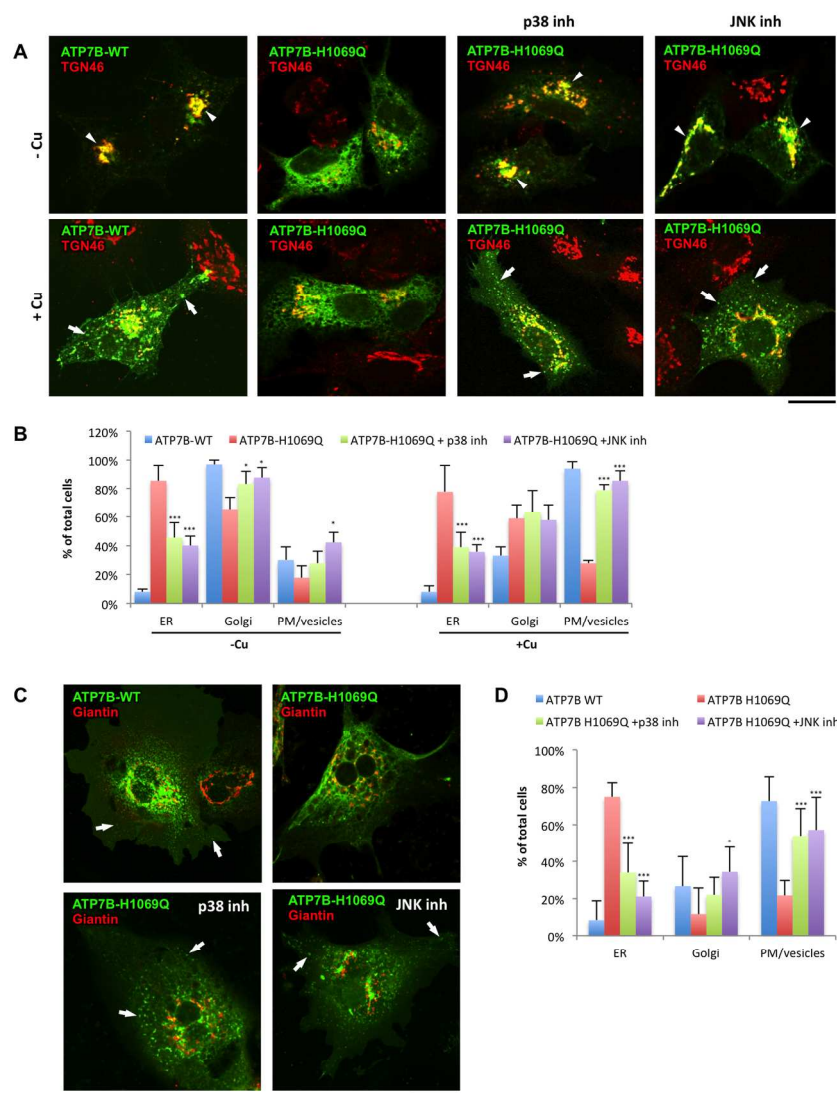 p38 inh JNK inh
A
ATP7B-WT
TGN46
ATP7B-H1069Q
TGN46
ATP7B-H1069Q
TGN46
ATP7B-H1069Q
TGN46
- Cu
ATP7B-WT
TGN46
ATP7B-H1069Q
TGN46
ATP7B-H1069Q
TGN46
ATP7B-H1069Q
TGN46
+ Cu
B
ATP7B-WT ATP7B-H1069Q ATP7B-H1069Q + p38 inh ATP7B-H1069Q +JNK inh
% of total cells
120%
100%
80%
60%
40%
20%
0%
*** *** * * *
*** *** *** ***
ER Golgi PM/vesicles ER Golgi PM/vesicles
-Cu +Cu
C
ATP7B-WT
Giantin
ATP7B-H1069Q
Giantin
ATP7B-H1069Q p38 inh
Giantin
ATP7B-H1069Q JNK inh
Giantin
D
ATP7B WT ATP7B H1069Q
ATP7B H1069Q +p38 inh ATP7B H1069Q +JNK inh
% of total cells
100%
80%
60%
40%
20%
0%
*** *** *** ***
ER Golgi PM/vesicles